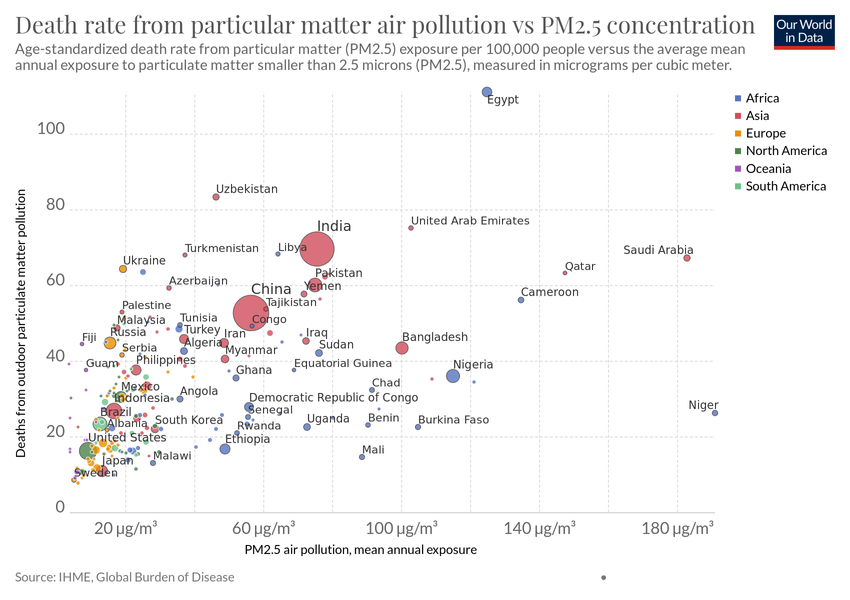 Death rate from particular matter air pollution vs PM2.5 concentration
Our World
in Data
Age-standardized death rate from particular matter (PM2.5) exposure per 100,000 people versus the average mean
annual exposure to particulate matter smaller than 2.5 microns (PM2.5), measured in micrograms per cubic meter.
Africa
Asia
Europe
North America
Oceania
South America
Deaths from outdoor particulate matter pollution
100
80
60
40
20
0
Egypt
Uzbekistan
United Arab Emirates
India
Turkmenistan
Libya
Saudi Arabia
Ukraine
Qatar
Pakistan
Azerbaijan
Yemen
China
Cameroon
Tajikistan
Palestine
Congo
Malaysia
Tunisia
Russia
Turkey
Fiji
Iran
Iraq
Algeria
Bangladesh
Serbia
Sudan
Myanmar
Guam
Philippines
Equatorial Guinea
Nigeria
Ghana
Mexico
Chad
Angola
Indonesia
Democratic Republic of Congo
Niger
Brazil
Senegal
Albania
South Korea
Uganda
Benin
Burkina Faso
Rwanda
United States
Ethiopia
Mali
Japan
Malawi
Sweden
20 µg/m³
60 µg/m³
100 µg/m³
140 µg/m³
180 µg/m³
PM2.5 air pollution, mean annual exposure
Source: IHME, Global Burden of Disease